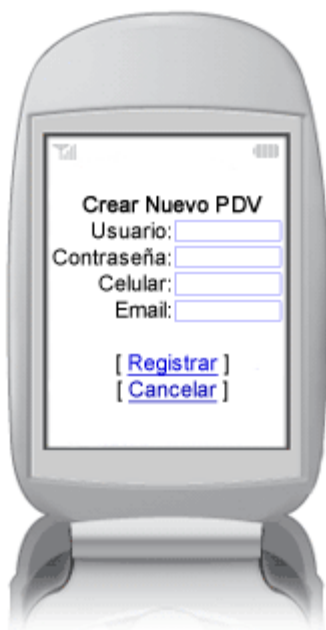 Crear Nuevo PDV
Usuario:
Contraseña:
Celular:
Email:
[ Registrar ]
[ Cancelar ]